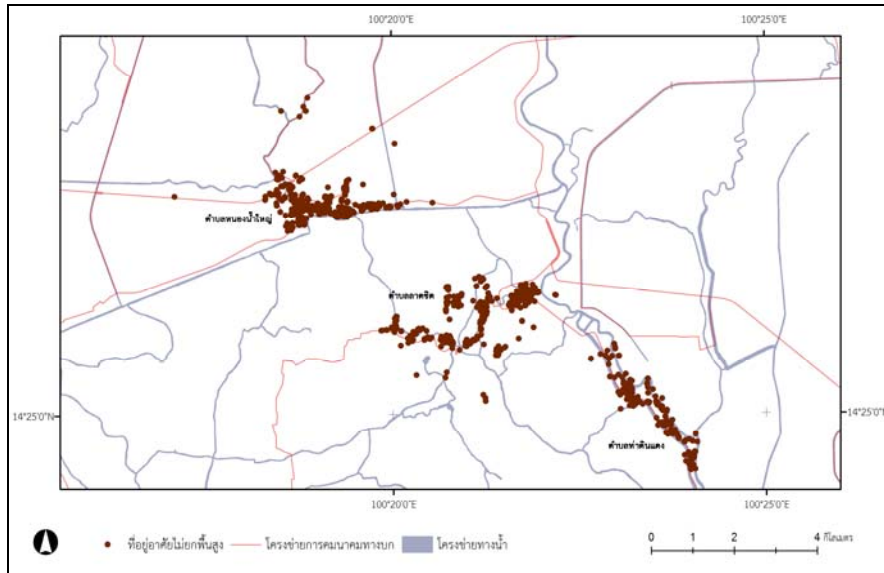 100°20'0"E 100°25'0"E
ตำบลหนองน้ำใหญ่
ตำบลลาดชิด
14°25'0"N 14°25'0"N
ตำบลท่าดินแดง
100°20'0"E 100°25'0"E
ที่อยู่อาศัยไม่ยกพื้นสูง โครงข่ายการคมนาคมทางบก โครงข่ายทางน้ำ 0 1 2 4 กิโลเมตร